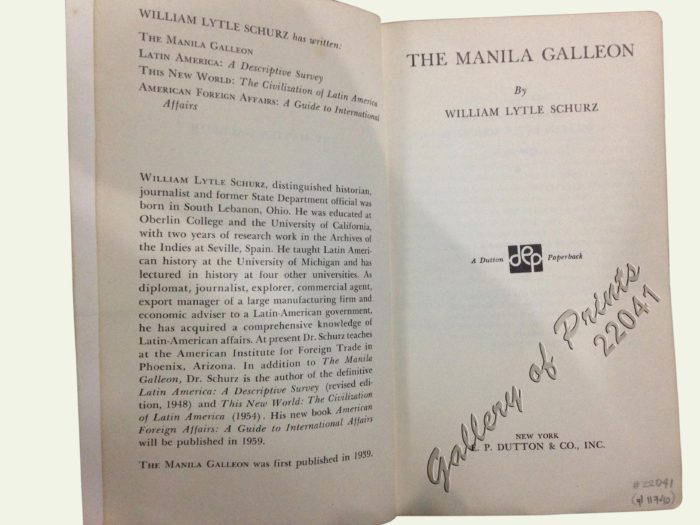 WILLIAM LYTLE SCHURZ has written:
THE MANILA GALLEON
LATIN AMERICA: A Descriptive Survey
THIS NEW WORLD: The Civilization of Latin America
AMERICAN FOREIGN AFFAIRS: A Guide to International
Affairs
WILLIAM LYTLE SCHURZ, distinguished historian,
journalist and former State Department official was
born in South Lebanon, Ohio. He was educated at
Oberlin College and the University of California,
with two years of research work in the Archives of
the Indies at Seville, Spain. He taught Latin Ameri-
can history at the University of Michigan and has
lectured in history at four other universities. As
diplomat, journalist, explorer, commercial agent,
export manager of a large manufacturing firm and
economic adviser to a Latin-American government,
he has acquired a comprehensive knowledge of
Latin-American affairs. At present Dr. Schurz teaches
at the American Institute for Foreign Trade in
Phoenix, Arizona. In addition to The Manila
Galleon, Dr. Schurz is the author of the definitive
Latin America: A Descriptive Survey (revised edi-
tion, 1948) and This New World: The Civilization
of Latin America (1954). His new book American
Foreign Affairs: A Guide to International Affairs
will be published in 1959.
THE MANILA GALLEON was first published in 1939.
THE MANILA GALLEON
By
WILLIAM LYTLE SCHURZ
A Dutton dep Paperback
Gallery of Prints
22041
NEW YORK
E. P. DUTTON & CO., INC.
#22041